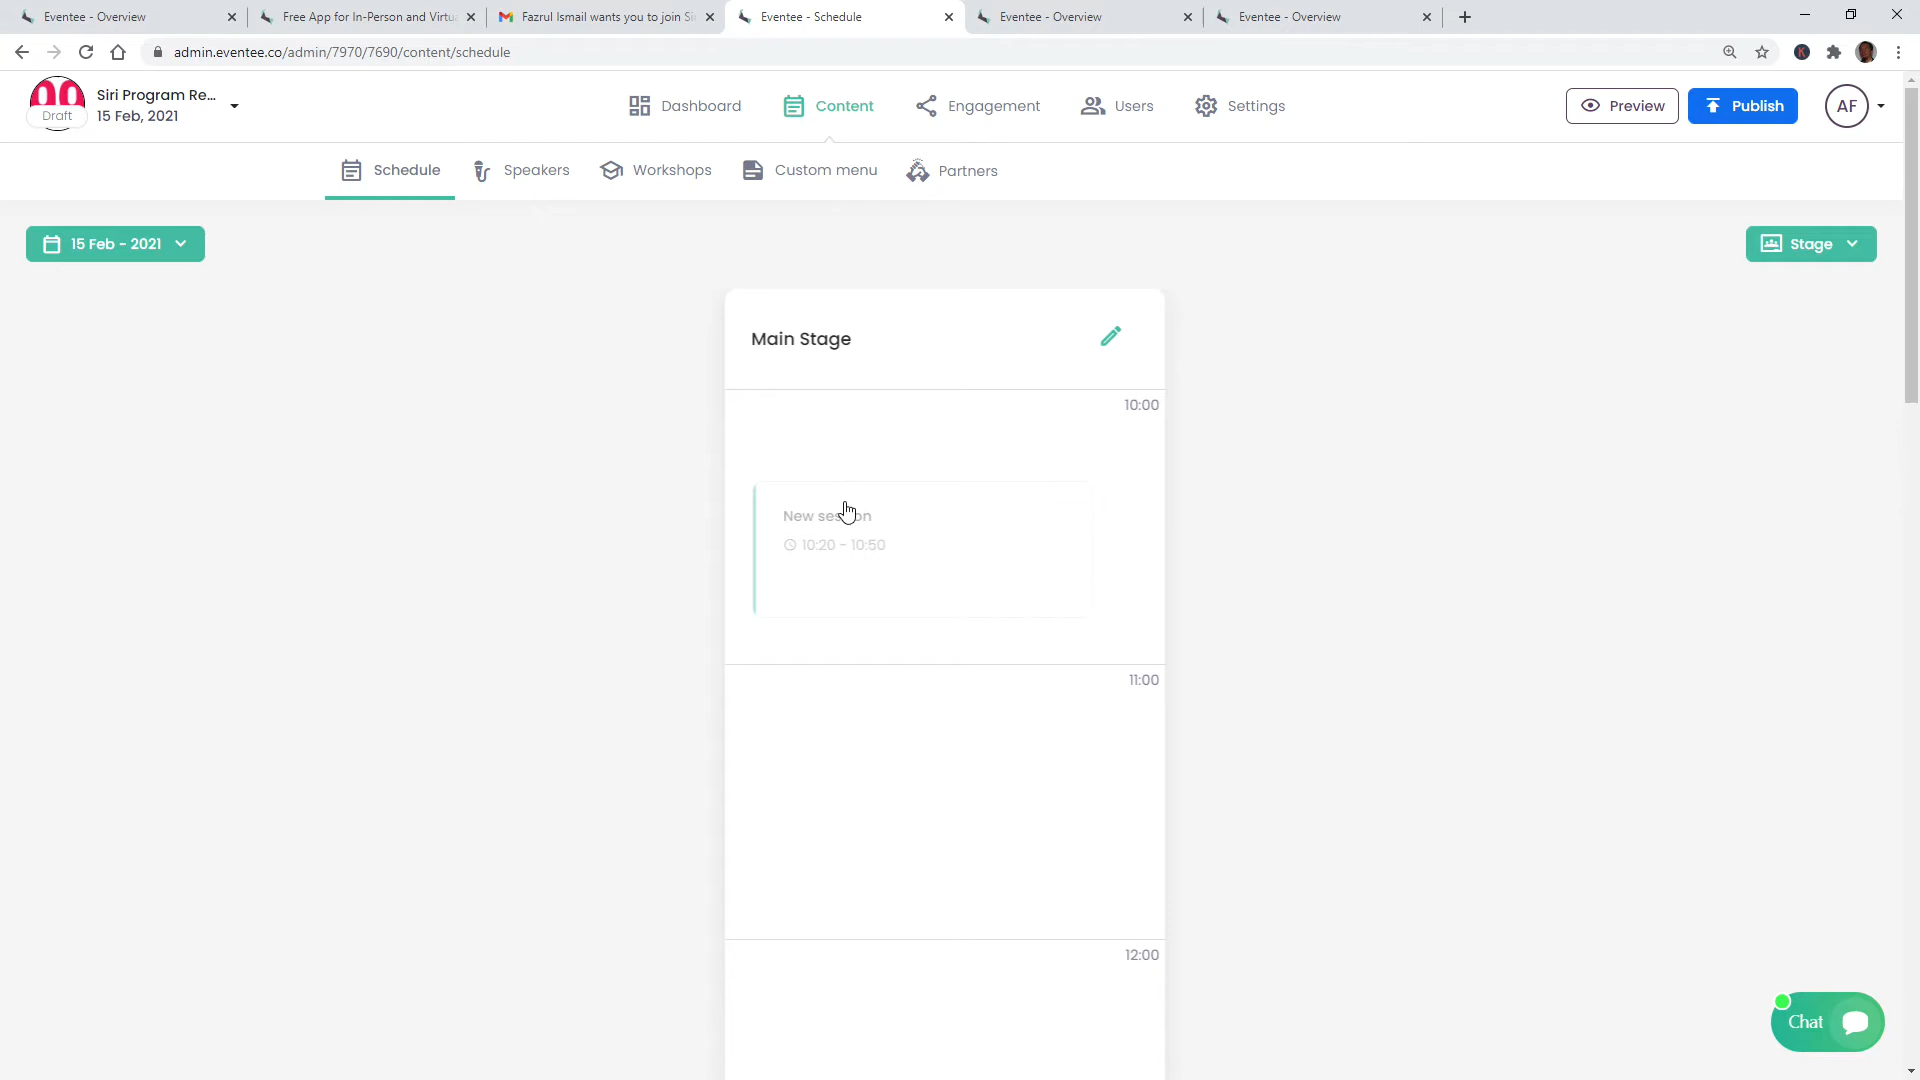 Eventee - Overview
Free App for In-Person and Virtu
Fazrul Ismail wants you to join Si
Eventee - Schedule
Eventee - Overview
Eventee - Overview
admin.eventee.co/admin/7970/7690/content/schedule
K
Draft
Siri Program Re...
15 Feb, 2021
Dashboard
Content
Engagement
Users
Settings
Preview
Publish
AF
Schedule
Speakers
Workshops
Custom menu
Partners
15 Feb - 2021
Stage
Main Stage
10:00
New session
10:20 - 10:50
11:00
12:00
Chat